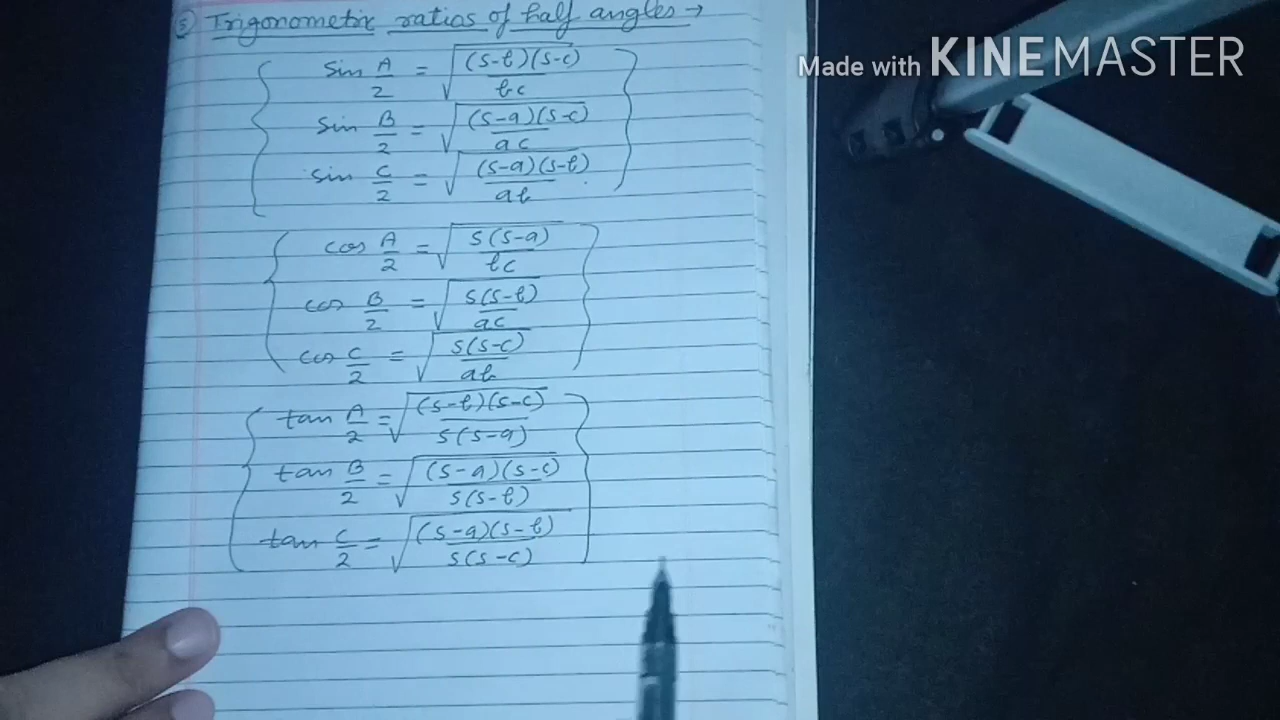 5) Trigonometric ratios of half angles →
sin A/2 = √((s-b)(s-c)/bc)
sin B/2 = √((s-a)(s-c)/ac)
sin C/2 = √((s-a)(s-b)/ab)
cos A/2 = √(s(s-a)/bc)
cos B/2 = √(s(s-b)/ac)
cos C/2 = √(s(s-c)/ab)
tan A/2 = √((s-b)(s-c)/s(s-a))
tan B/2 = √((s-a)(s-c)/s(s-b))
tan C/2 = √((s-a)(s-b)/s(s-c))
Made with KINEMASTER